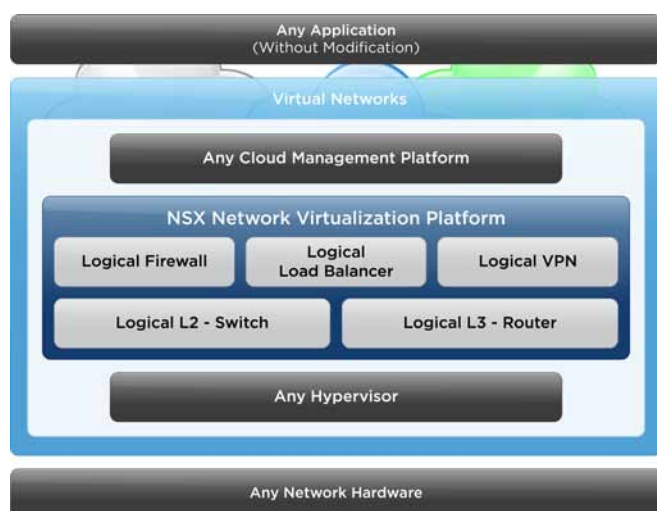 Any Application
(Without Modification)
Virtual Networks
Any Cloud Management Platform
NSX Network Virtualization Platform
Logical Firewall
Logical
Load Balancer
Logical VPN
Logical L2 - Switch
Logical L3 - Router
Any Hypervisor
Any Network Hardware